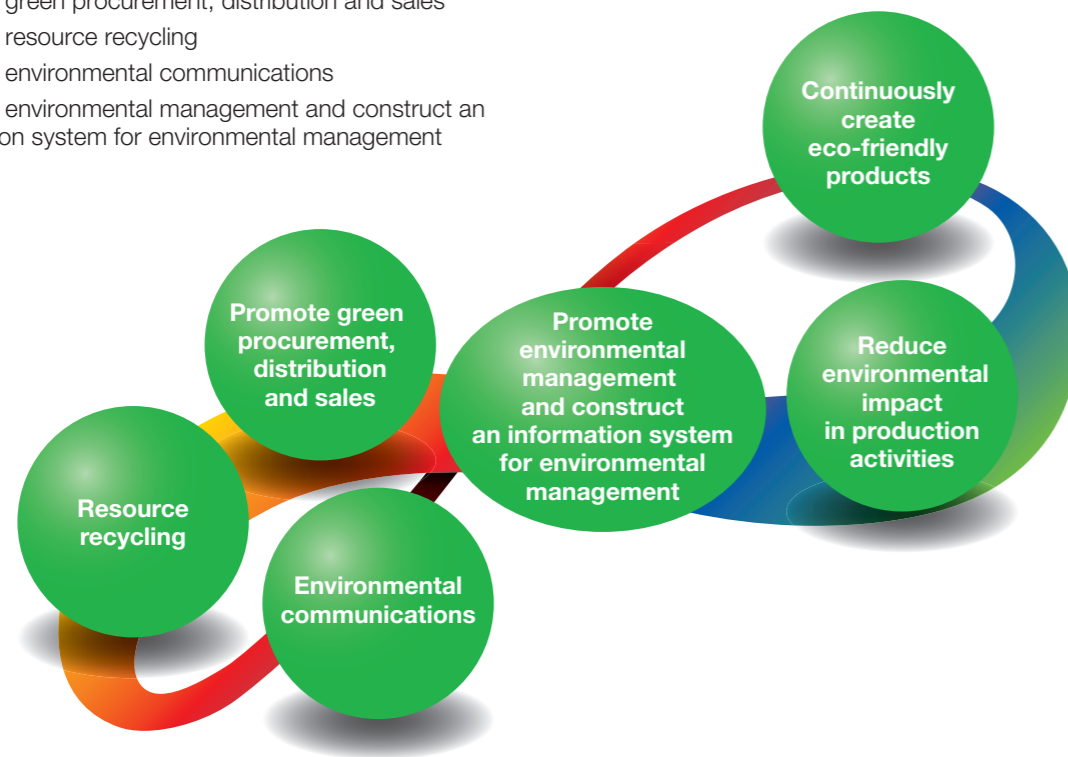 green procurement, distribution and sales
resource recycling
environmental communications
environmental management and construct an
on system for environmental management
Continuously
create
eco-friendly
products
Promote green
procurement,
distribution
and sales
Promote
environmental
management
and construct
an information system
for environmental
management
Reduce
environmental
impact
in production
activities
Resource
recycling
Environmental
communications